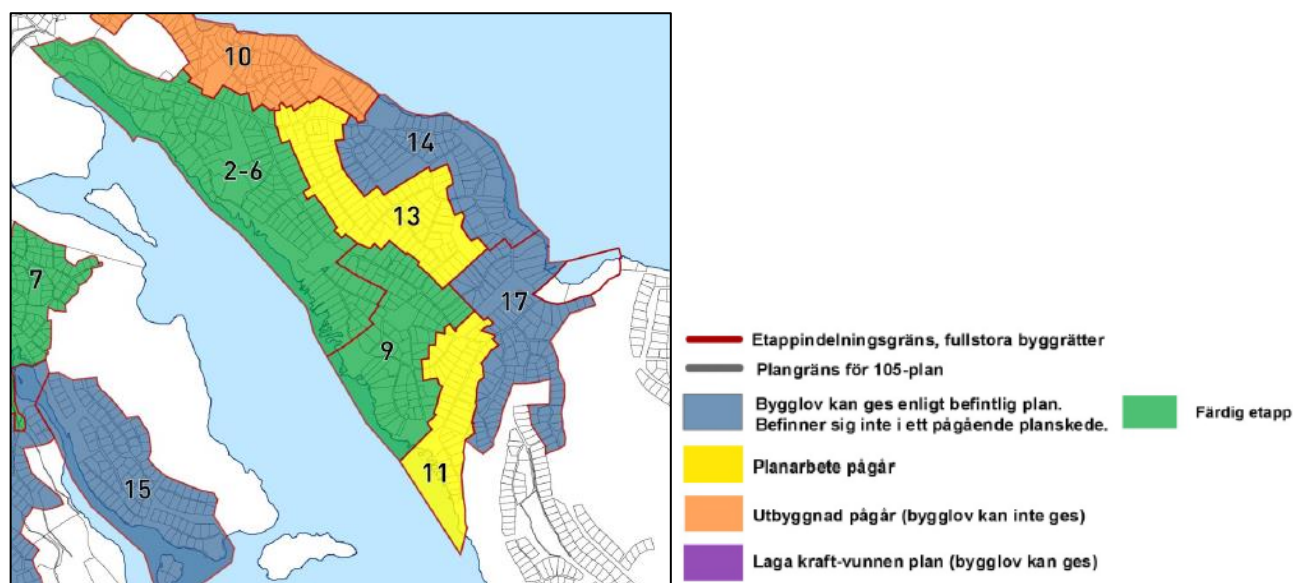 10
14
2-6
13
7
17
9
11
15
Etappindelningsgräns, fullstora byggrätter
Plangräns för 105-plan
Bygglov kan ges enligt befintlig plan.
Befinner sig inte i ett pågående planskede.
Färdig etapp
Planarbete pågår
Utbyggnad pågår (bygglov kan inte ges)
Laga kraft-vunnen plan (bygglov kan ges)